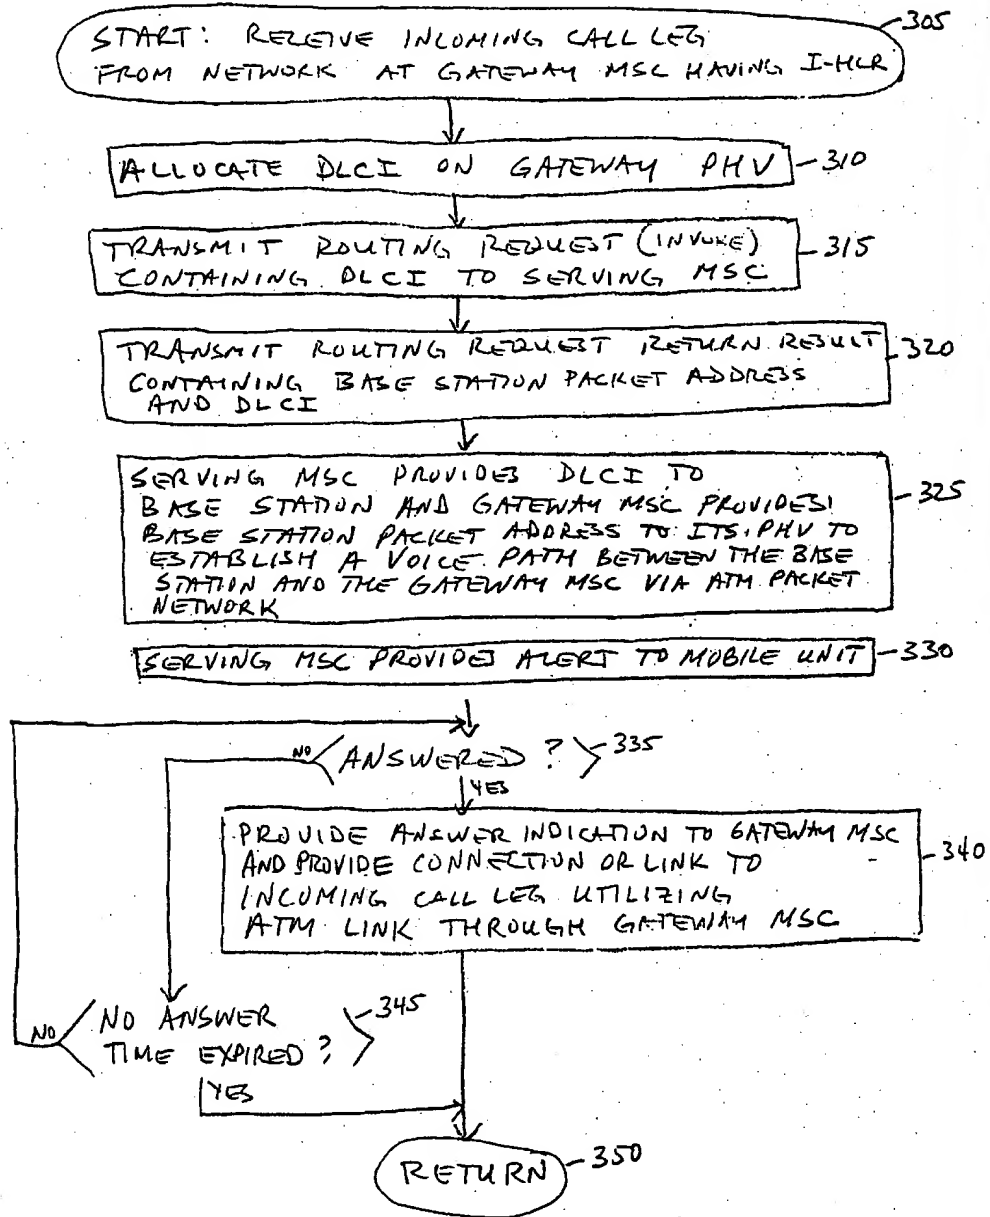 START: RECEIVE INCOMING CALL LEG
FROM NETWORK AT GATEWAY MSC HAVING I-HLR
305
ALLOCATE DLCI ON GATEWAY PHV
310
TRANSMIT ROUTING REQUEST (INVOKE)
CONTAINING DLCI TO SERVING MSC
315
TRANSMIT ROUTING REQUEST RETURN RESULT
CONTAINING BASE STATION PACKET ADDRESS
AND DLCI
320
SERVING MSC PROVIDES DLCI TO
BASE STATION AND GATEWAY MSC PROVIDES
BASE STATION PACKET ADDRESS TO ITS PHV TO
ESTABLISH A VOICE PATH BETWEEN THE BASE
STATION AND THE GATEWAY MSC VIA ATM PACKET
NETWORK
325
SERVING MSC PROVIDES ALERT TO MOBILE UNIT
330
NO
ANSWERED ?
335
YES
PROVIDE ANSWER INDICATION TO GATEWAY MSC
AND PROVIDE CONNECTION OR LINK TO
INCOMING CALL LEG UTILIZING
ATM LINK THROUGH GATEWAY MSC
340
NO
NO ANSWER
TIME EXPIRED ?
345
YES
RETURN
350